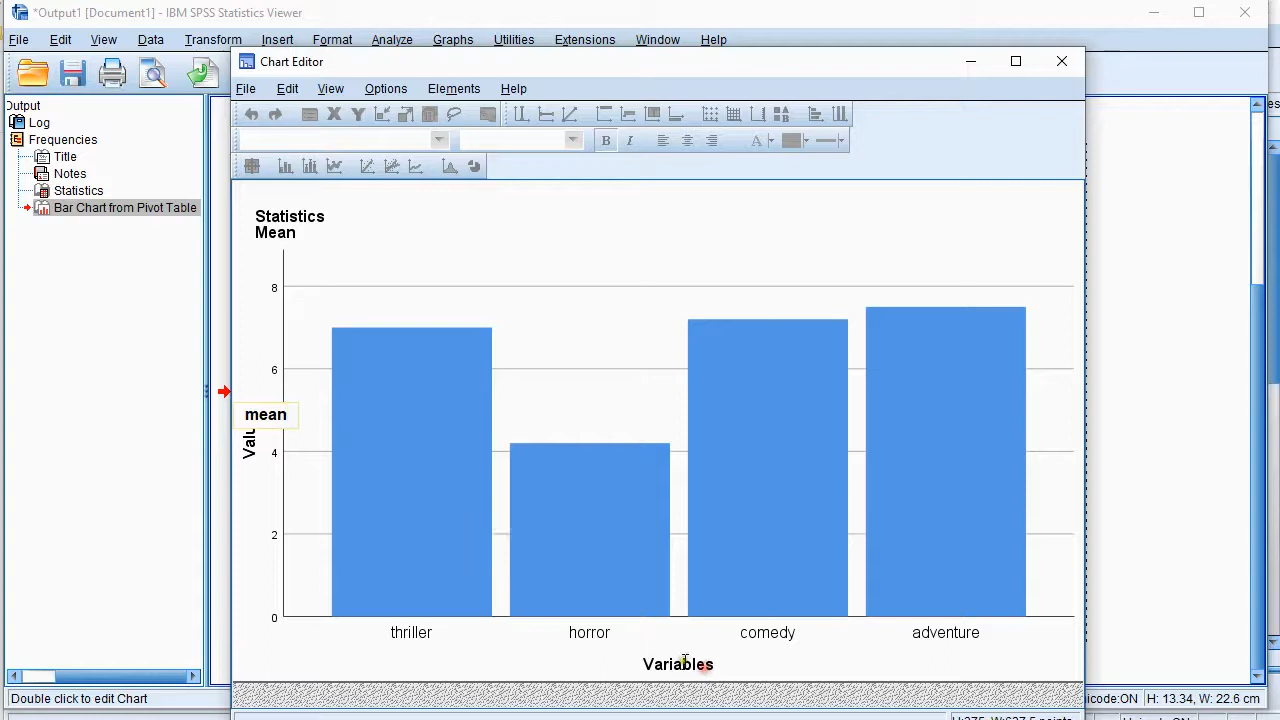 *Output1 [Document1] - IBM SPSS Statistics Viewer
File Edit View Data Transform Insert Format Analyze Graphs Utilities Extensions Window Help
Chart Editor
File Edit View Options Elements Help
B I A
Output
Log
Frequencies
Title
Notes
Statistics
Bar Chart from Pivot Table
Statistics
Mean
8
6
mean
4
2
0
thriller horror comedy adventure
Variables
Double click to edit Chart
H: 13.34, W: 22.6 cm